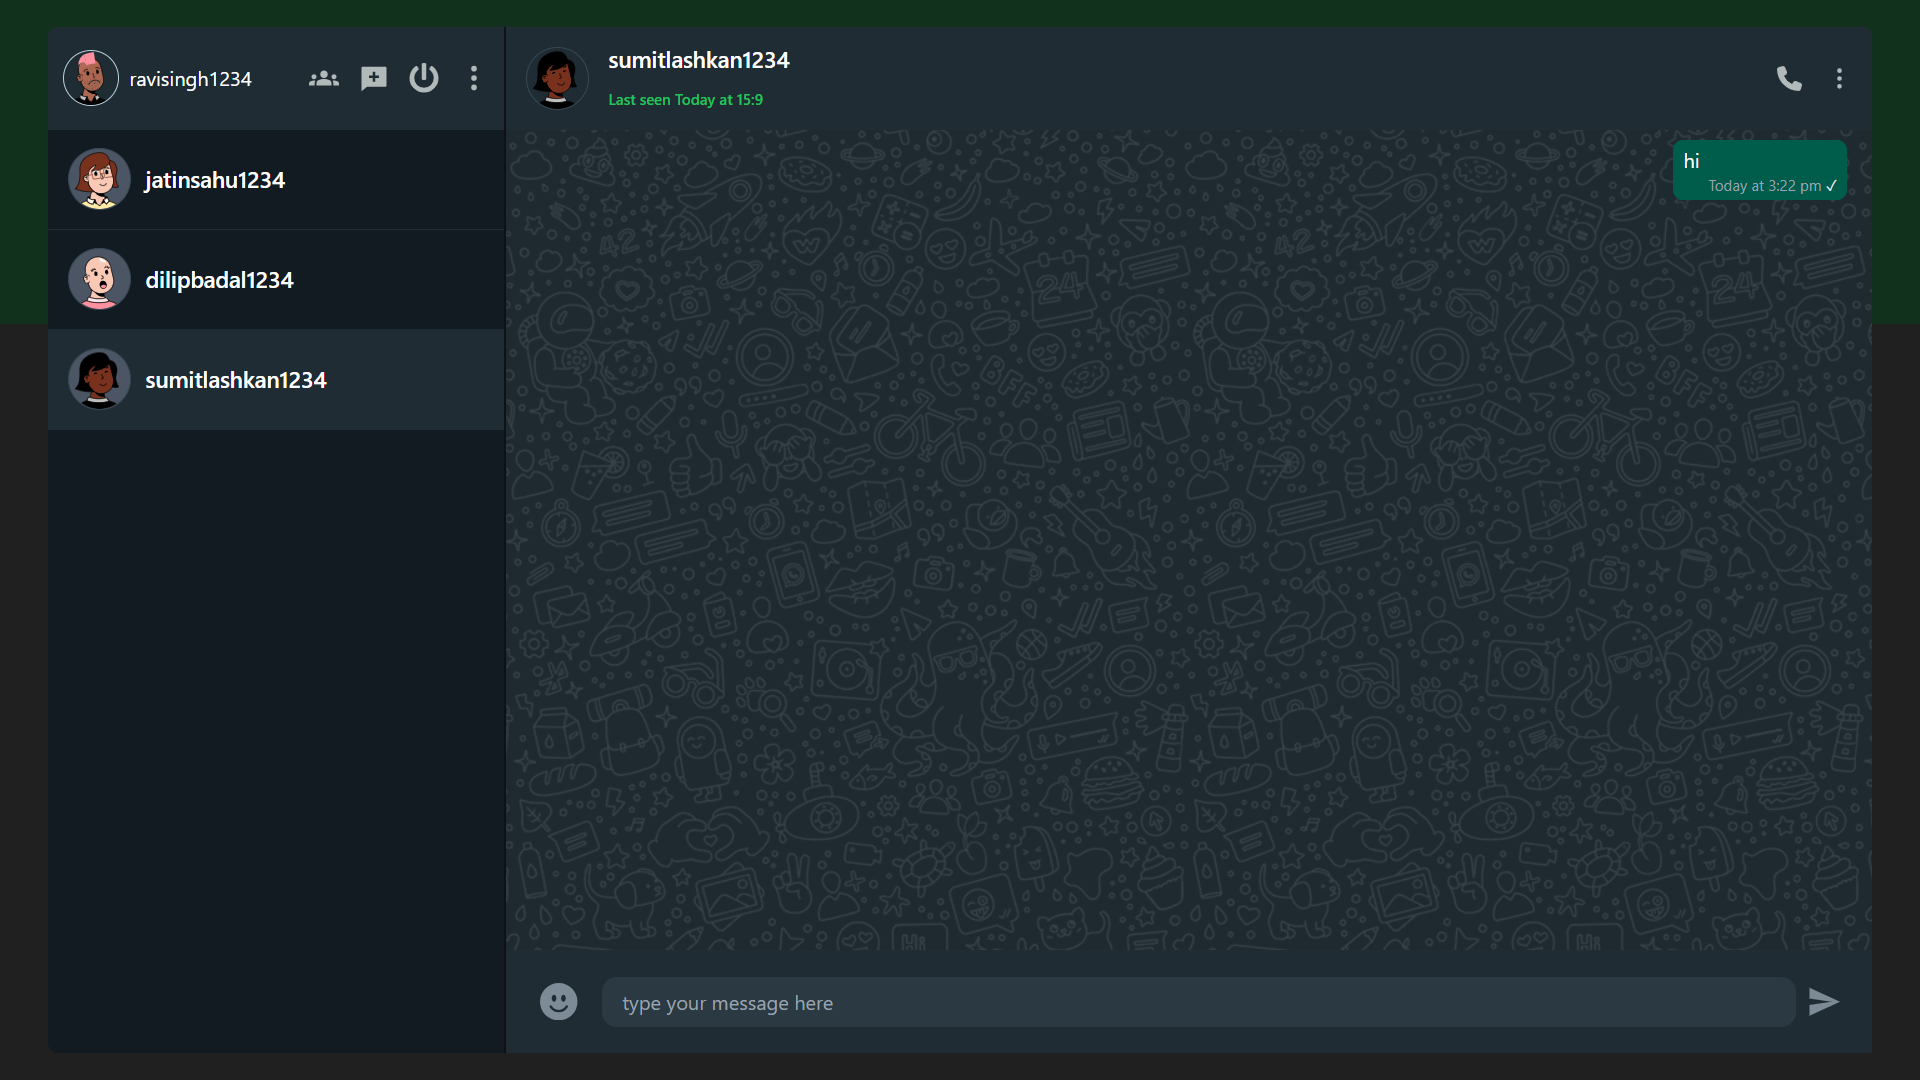 ravisingh1234
jatinsahu1234
dilipbadal1234
sumitlashkan1234
sumitlashkan1234
Last seen Today at 15:9
hi
Today at 3:22 pm ✓
type your message here